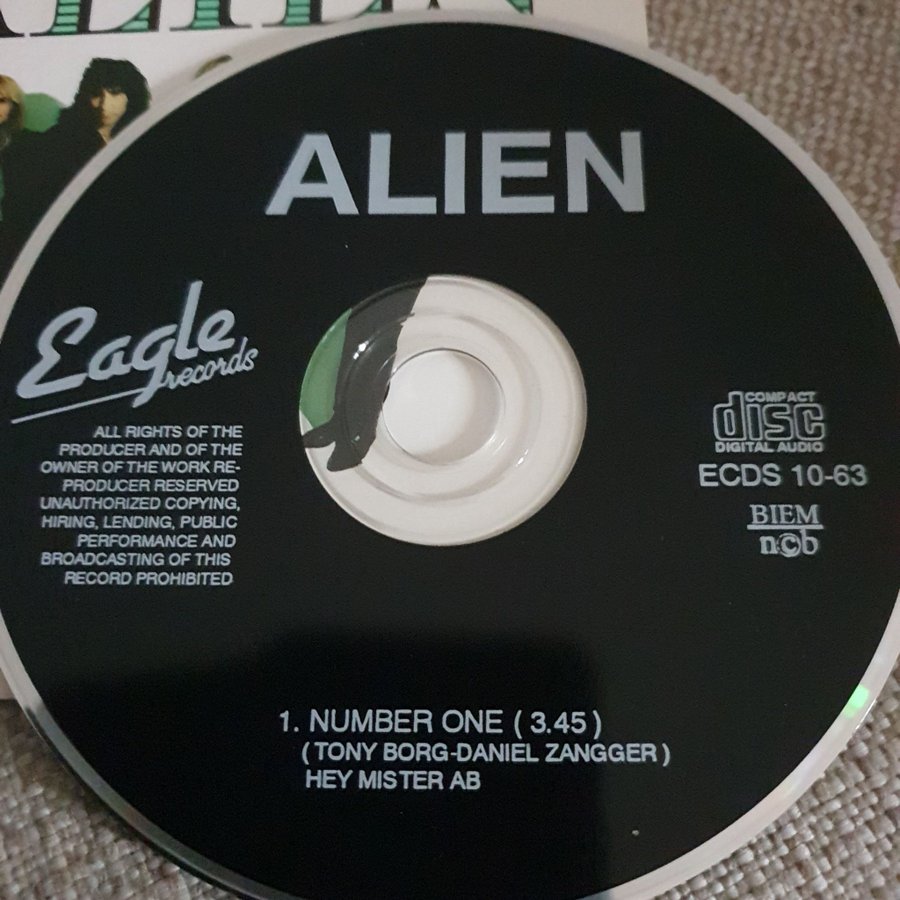 ALIEN
ALIEN
Eagle
records
ALL RIGHTS OF THE
PRODUCER AND OF THE
OWNER OF THE WORK RE-
PRODUCER RESERVED
UNAUTHORIZED COPYING,
HIRING, LENDING, PUBLIC
PERFORMANCE AND
BROADCASTING OF THIS
RECORD PROHIBITED
COMPACT
disc
DIGITAL AUDIO
ECDS 10-63
BIEM
n©b
1. NUMBER ONE ( 3.45 )
( TONY BORG-DANIEL ZANGGER )
HEY MISTER AB